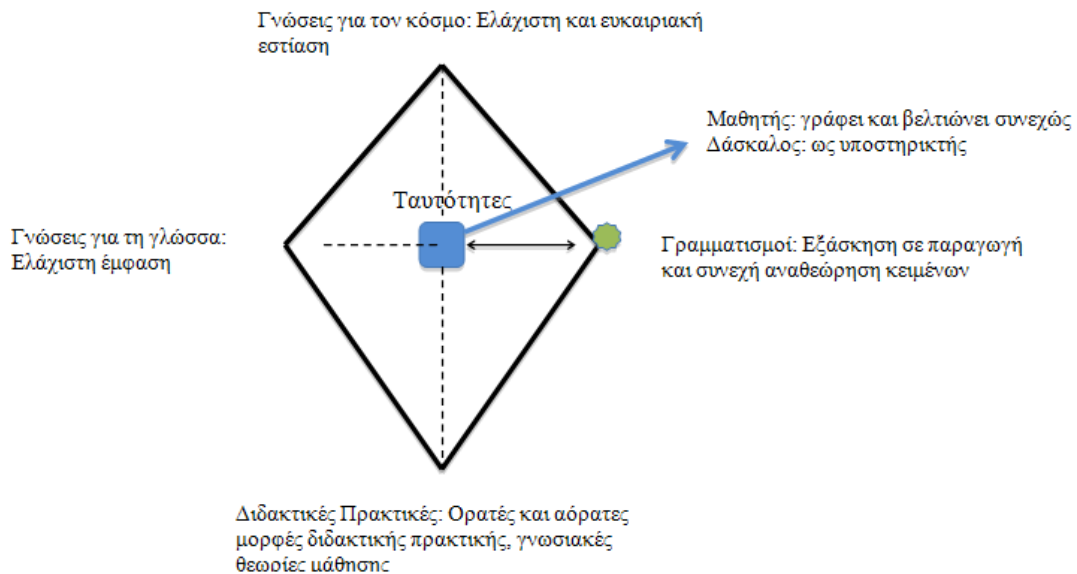 Γνώσεις για τον κόσμο: Ελάχιστη και ευκαιριακή
εστίαση
Μαθητής: γράφει και βελτιώνει συνεχώς
Δάσκαλος: ως υποστηρικτής
Ταυτότητες
Γνώσεις για τη γλώσσα:
Ελάχιστη έμφαση
Γραμματισμοί: Εξάσκηση σε παραγωγή
και συνεχή αναθεώρηση κειμένων
Διδακτικές Πρακτικές: Ορατές και αόρατες
μορφές διδακτικής πρακτικής, γνωσιακές
θεωρίες μάθησης